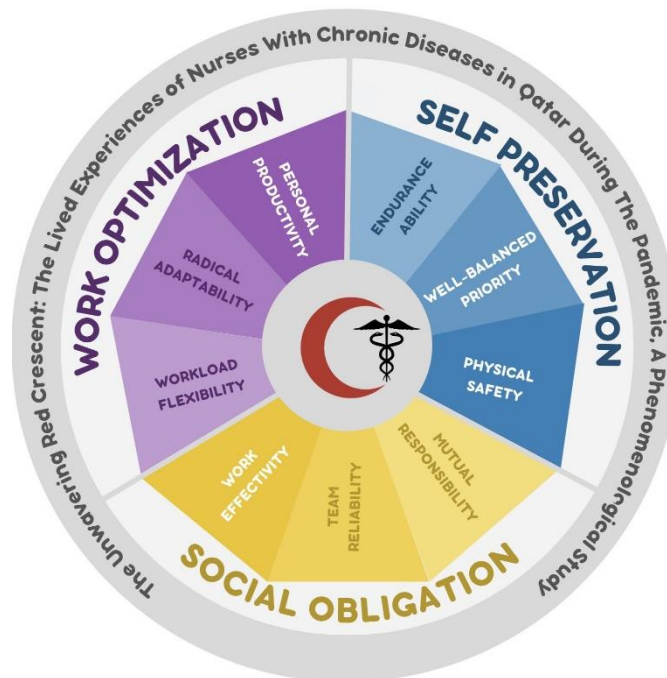 The Unwavering Red Crescent: The Lived Experiences of Nurses With Chronic Diseases in Qatar During The Pandemic, A Phenomenological Study
WORK OPTIMIZATION
PERSONAL
PRODUCTIVITY
RADICAL
ADAPTABILITY
WORKLOAD
FLEXIBILITY
SELF PRESERVATION
ENDURANCE
ABILITY
WELL-BALANCED
PRIORITY
PHYSICAL
SAFETY
SOCIAL OBLIGATION
WORK
EFFECTIVITY
TEAM
RELIABILITY
MUTUAL
RESPONSIBILITY